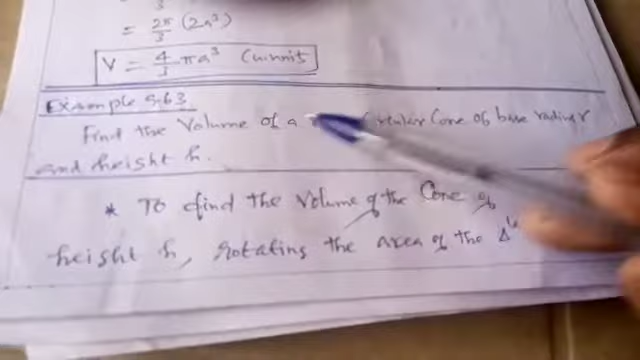 3
= 2π/3 (2a³)
V = 4/3 πa³ Cu.units
Example 5.63
Find the Volume of a Cone of base radius r
and height h.
* To find the Volume of the Cone of
height h, rotating the area of the Δ